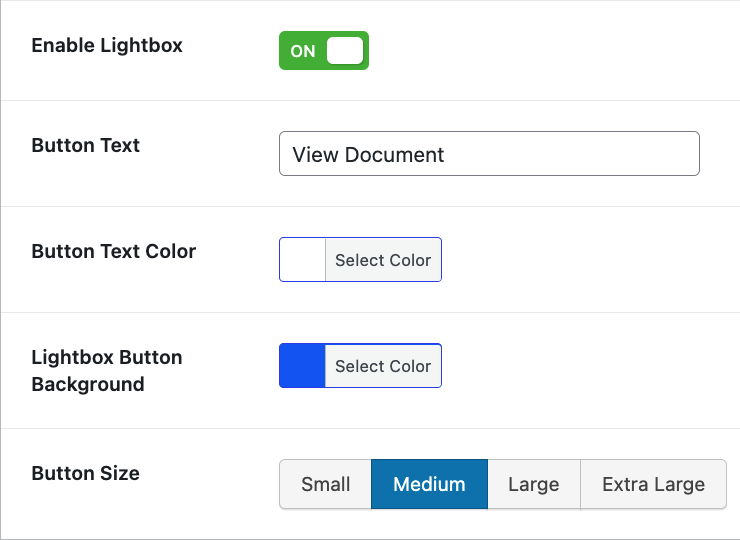 Enable Lightbox
ON
Button Text
View Document
Button Text Color
Select Color
Lightbox Button
Background
Select Color
Button Size
Small Medium Large Extra Large